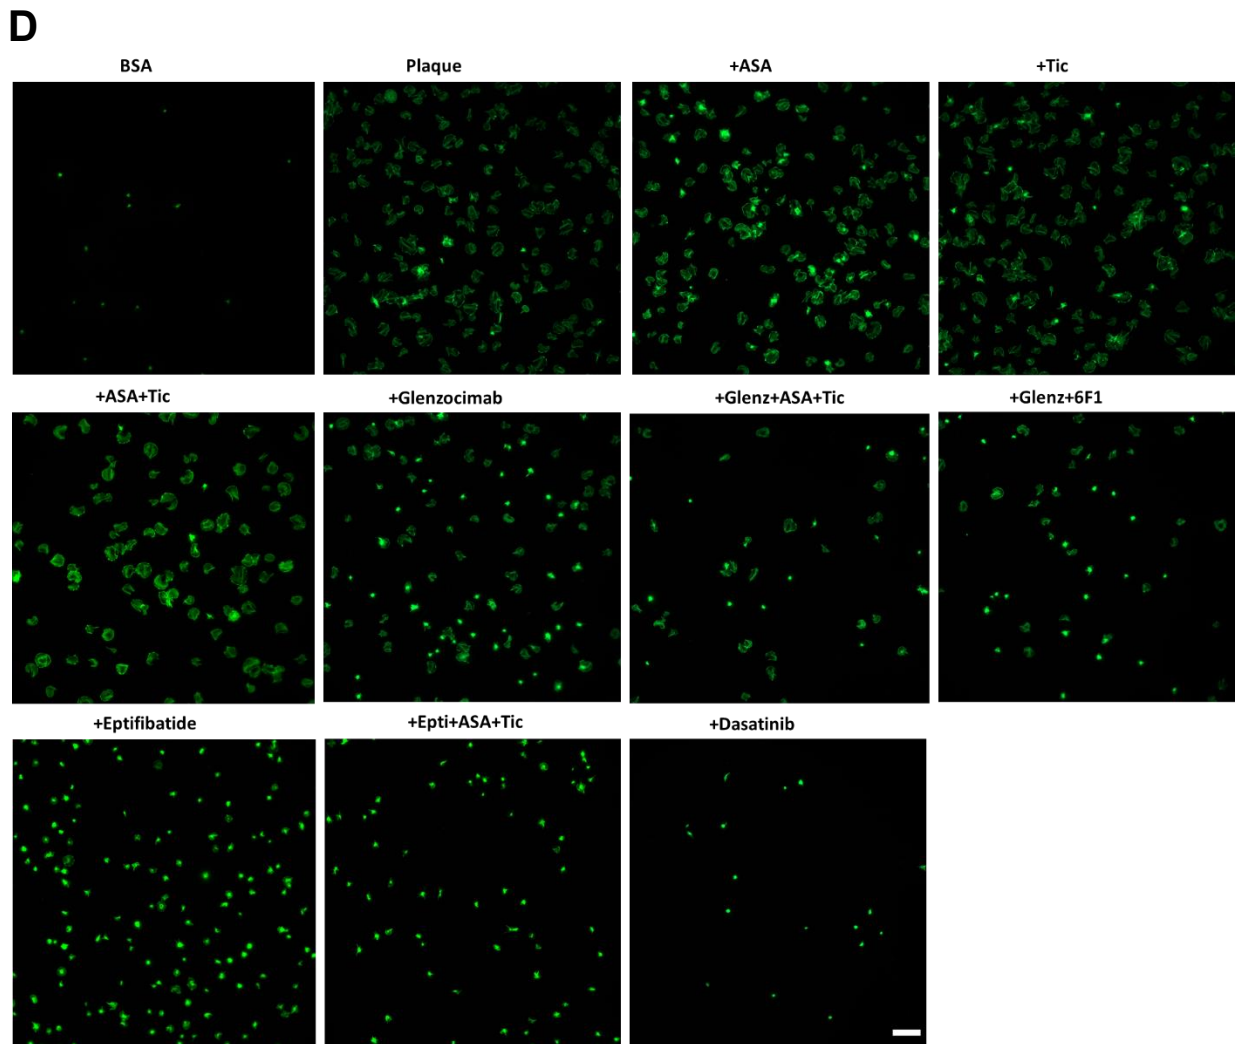 D
BSA Plaque +ASA +Tic
+ASA+Tic +Glenzocimab +Glenz+ASA+Tic +Glenz+6F1
+Eptifibatide +Epti+ASA+Tic +Dasatinib